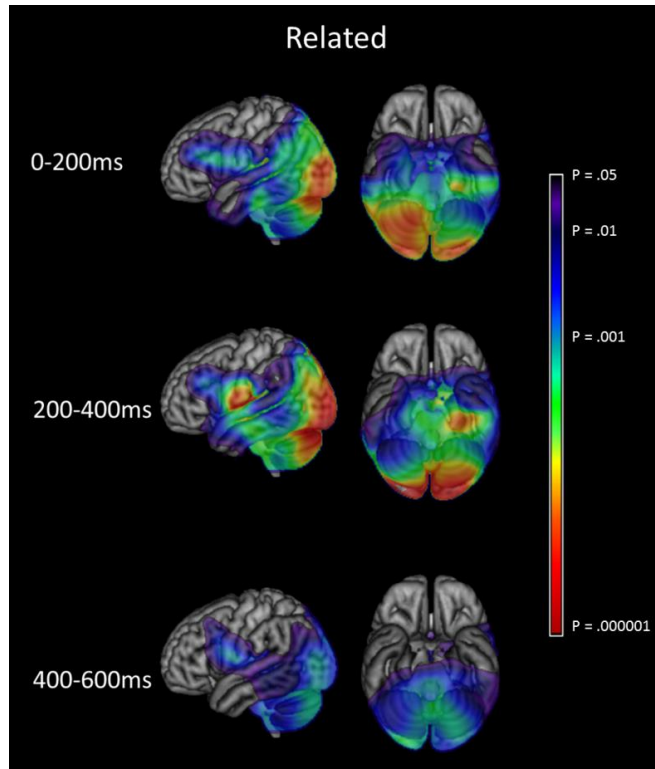 Related
0-200ms
P = .05
P = .01
P = .001
200-400ms
400-600ms
P = .000001